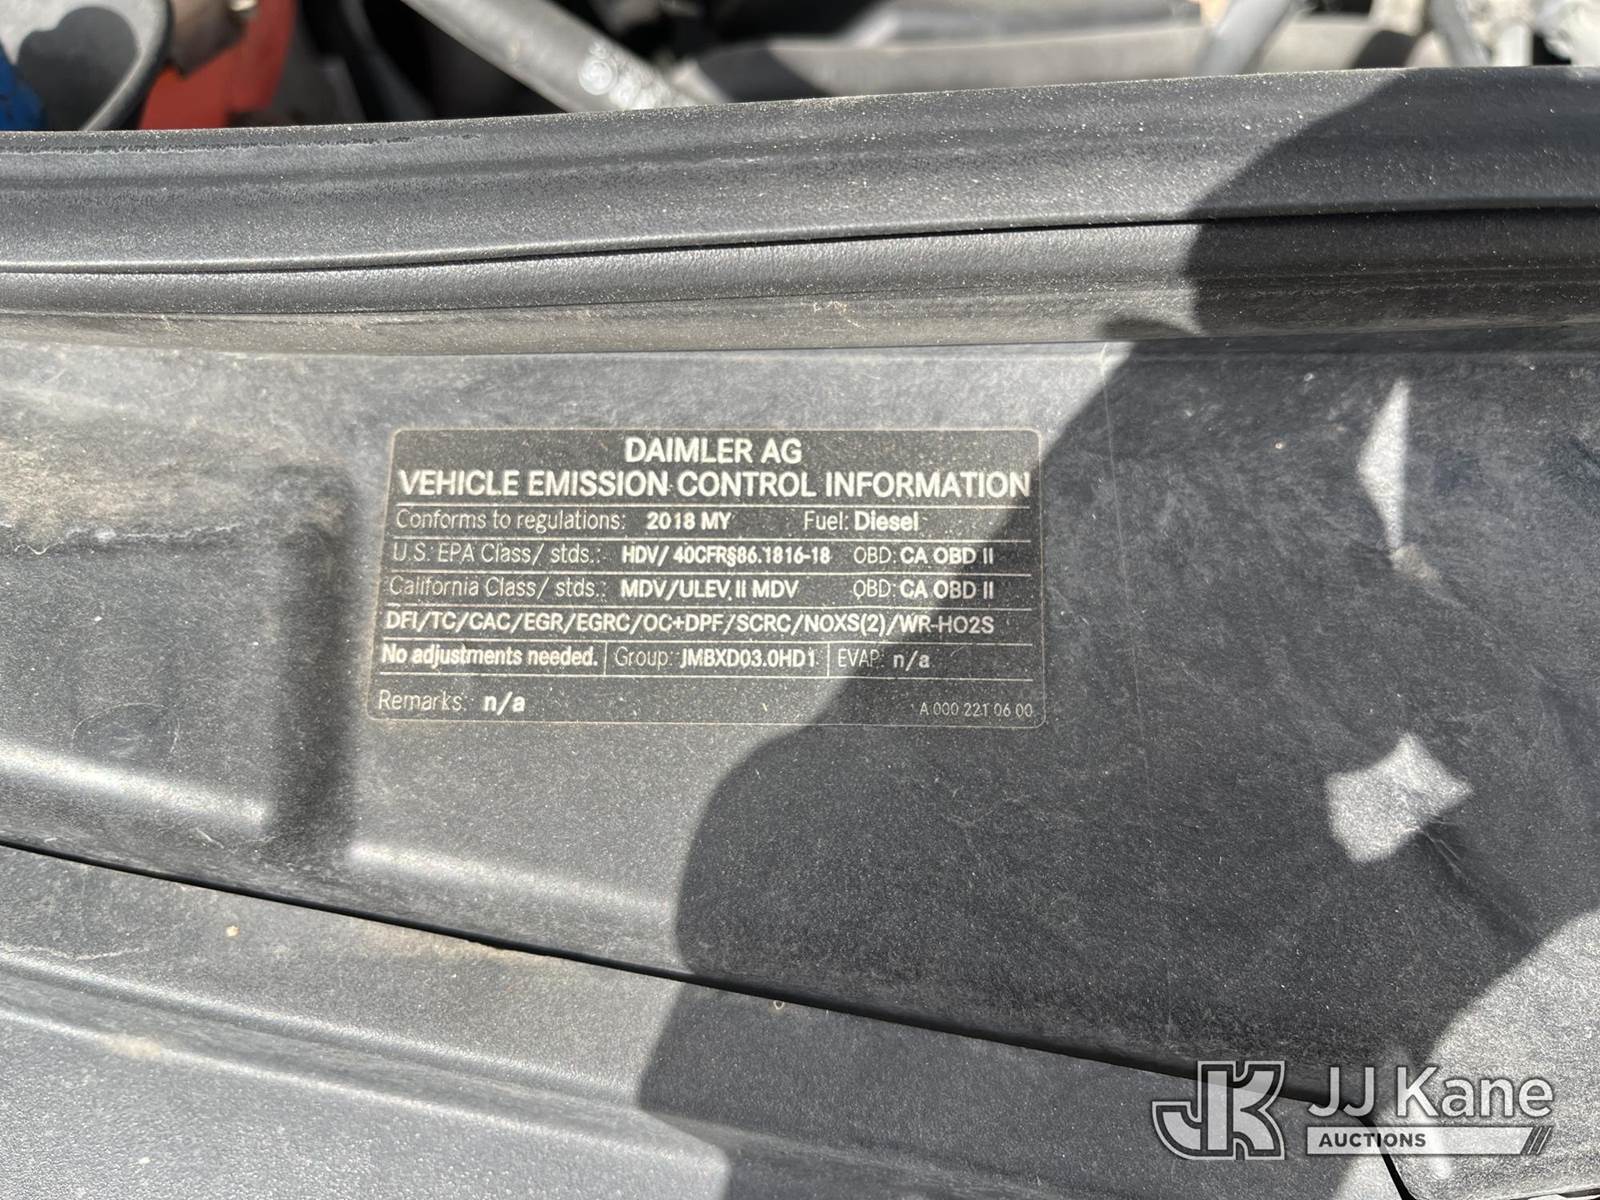 DAIMLER AG
VEHICLE EMISSION CONTROL INFORMATION
Conforms to regulations: 2018 MY Fuel: Diesel
U.S. EPA Class/ stds.: HDV/ 40CFR§86.1816-18 OBD: CA OBD II
California Class/ stds.: MDV/ULEV II MDV OBD: CA OBD II
DFI/TC/CAC/EGR/EGRC/OC+DPF/SCRC/NOXS(2)/WR-HO2S
No adjustments needed. Group: JMBXD03.0HD1 EVAP: n/a
Remarks: n/a A 000 221 06 00
JK JJ Kane
AUCTIONS